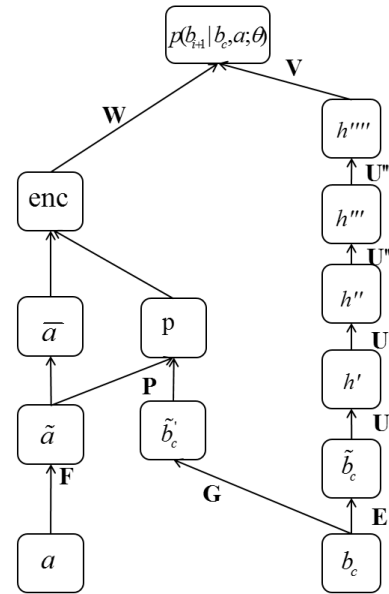 p(b_{i+1} | b_c, a; θ)
W
V
h''''
U''
enc
h'''
U''
h''
a̅
p
U
h'
P
U
ã
b̃_c'
b̃_c
F
G
E
a
b_c